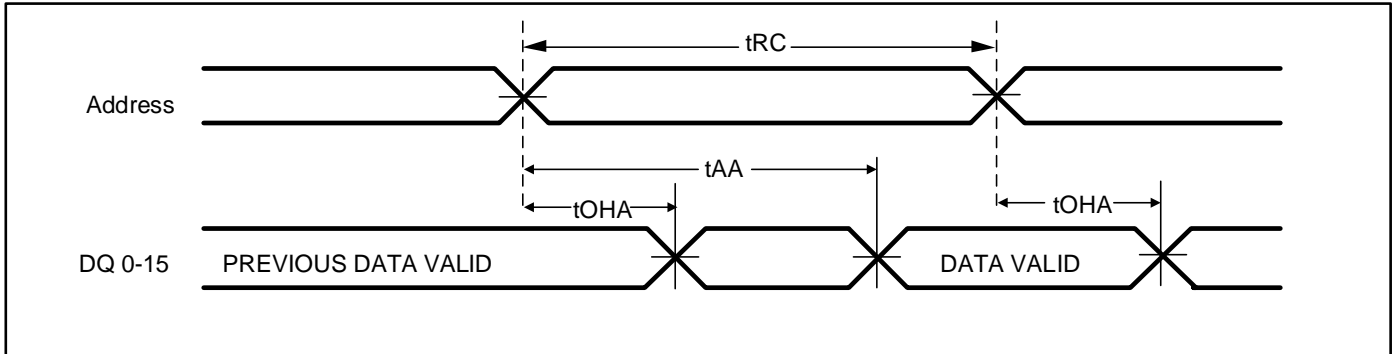 tRC
Address
tAA
tOHA
tOHA
DQ 0-15
PREVIOUS DATA VALID
DATA VALID